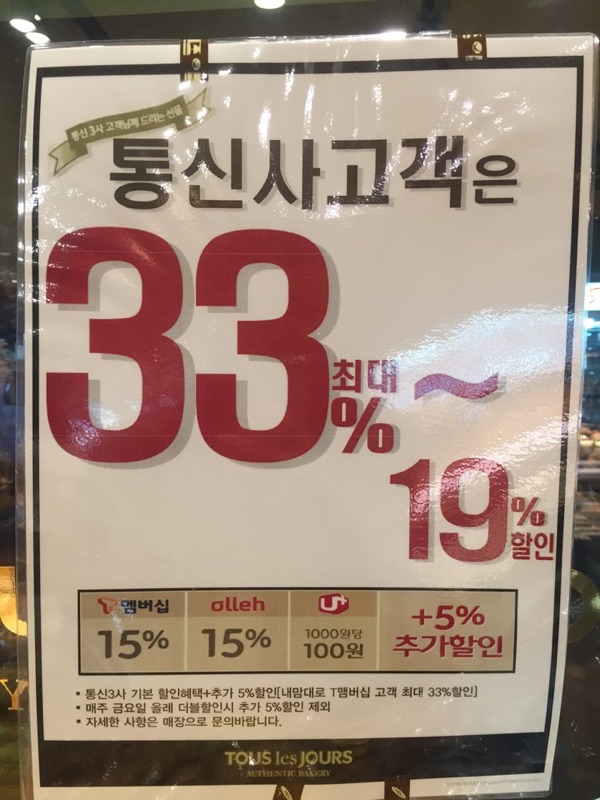 통신 3사 고객님께 드리는 선물
통신사고객은
33% 최대 ~
19% 할인
T 멤버십 olleh U+
15% 15% 1000원당 100원
+5% 추가할인
▪ 통신3사 기본 할인혜택+추가 5%할인[내맘대로 T맴버십 고객 최대 33%할인]
▪ 매주 금요일 올레 더블할인시 추가 5%할인 제외
▪ 자세한 사항은 매장으로 문의바랍니다.
TOUS les JOURS
AUTHENTIC BAKERY